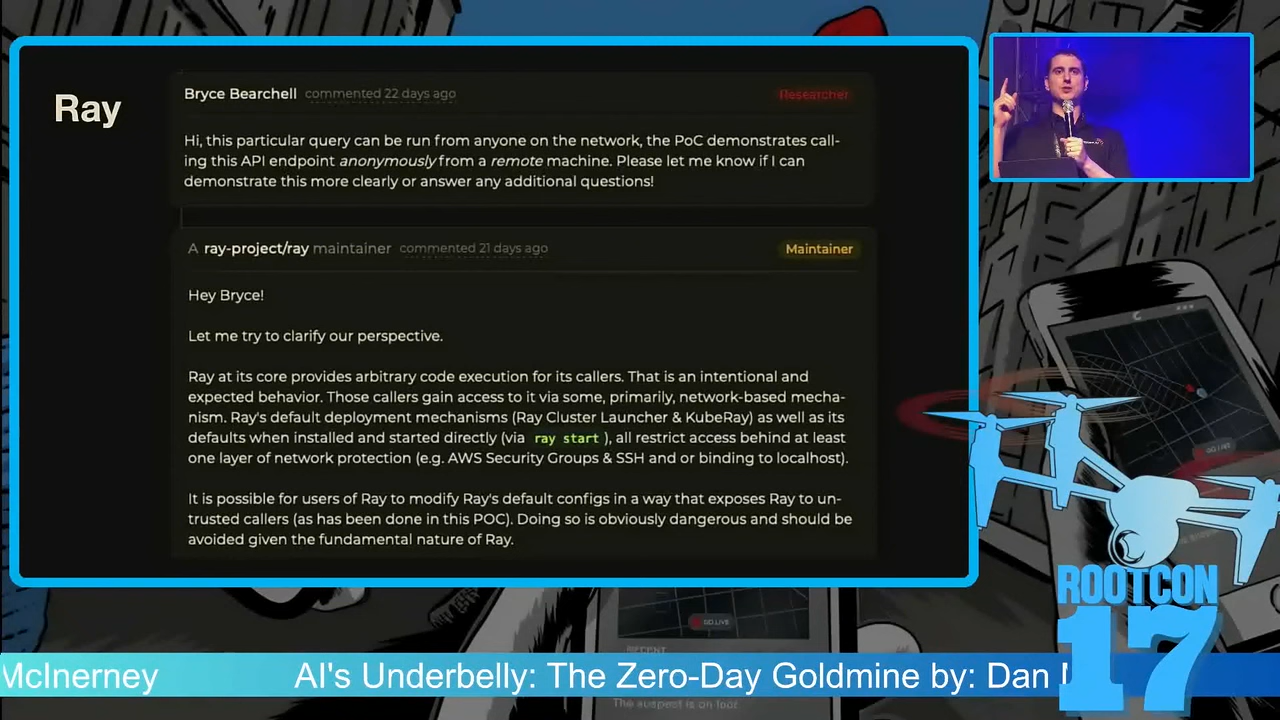 Ray
Bryce Bearchell commented 22 days ago
Researcher
Hi, this particular query can be run from anyone on the network, the PoC demonstrates call-
ing this API endpoint anonymously from a remote machine. Please let me know if I can
demonstrate this more clearly or answer any additional questions!
A ray-project/ray maintainer commented 21 days ago
Maintainer
Hey Bryce!
Let me try to clarify our perspective.
Ray at its core provides arbitrary code execution for its callers. That is an intentional and
expected behavior. Those callers gain access to it via some, primarily, network-based mecha-
nism. Ray's default deployment mechanisms (Ray Cluster Launcher & KubeRay) as well as its
defaults when installed and started directly (via ray start ), all restrict access behind at least
one layer of network protection (e.g. AWS Security Groups & SSH and or binding to localhost).
It is possible for users of Ray to modify Ray's default configs in a way that exposes Ray to un-
trusted callers (as has been done in this POC). Doing so is obviously dangerous and should be
avoided given the fundamental nature of Ray.
GO LIVE
ROOTCON
17
GO LIVE
RECENT
McInerney AI's Underbelly: The Zero-Day Goldmine by: Dan
The suspect is on foot.